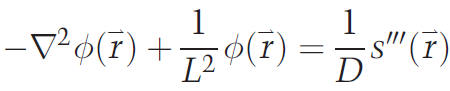 −∇²ϕ(r⃗) + 1/L² ϕ(r⃗) = 1/D s‴(r⃗)